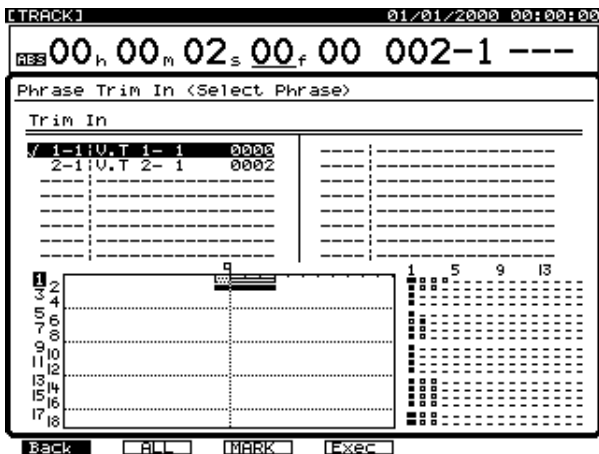 [TRACK] 01/01/2000 00:00:00
ABS 00h 00m 02s 00f 00 002-1 ---
Phrase Trim In (Select Phrase)
Trim In
√ 1-1 V.T 1- 1 0000
2-1 V.T 2- 1 0002
1 5 9 13
1
2
3
4
5
6
7
8
9
10
11
12
13
14
15
16
17
18
Back ALL MARK Exec